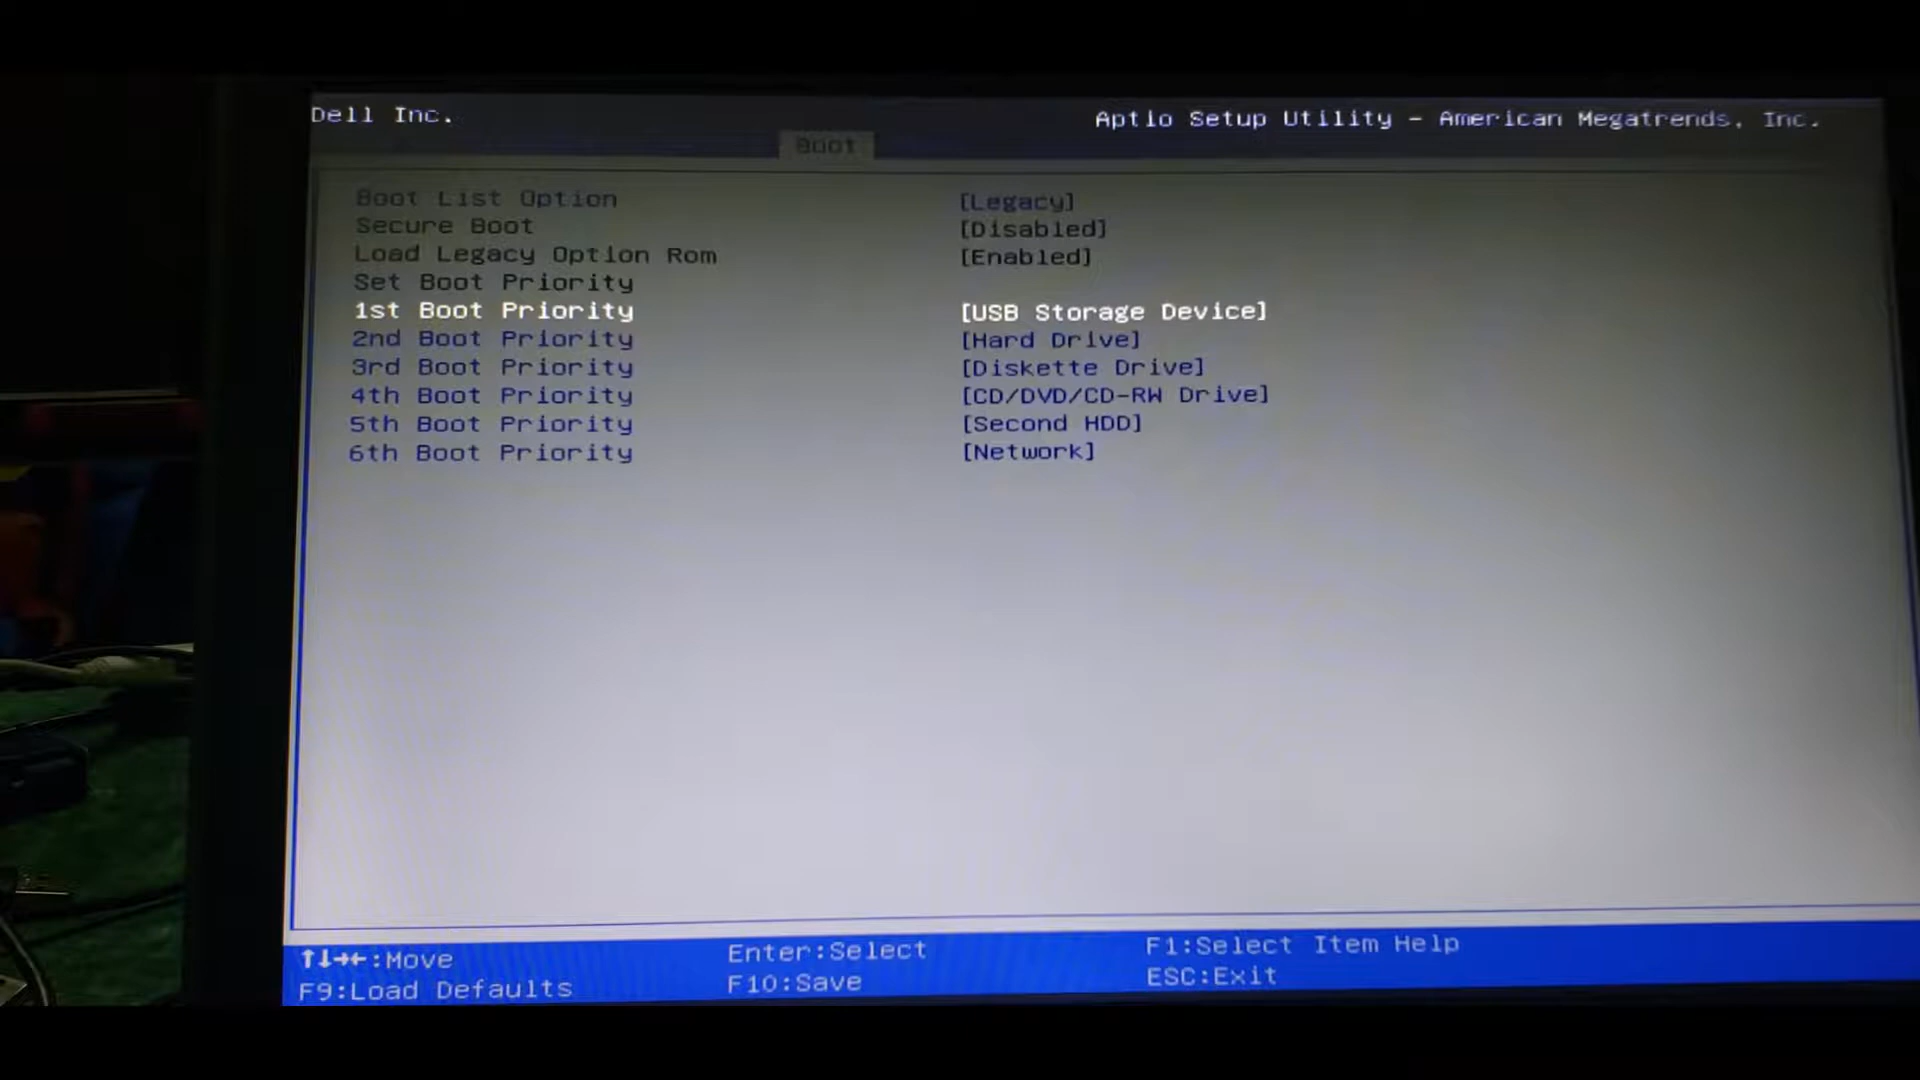 Dell Inc. Aptio Setup Utility - American Megatrends, Inc.
Boot
Boot List Option [Legacy]
Secure Boot [Disabled]
Load Legacy Option Rom [Enabled]
Set Boot Priority
1st Boot Priority [USB Storage Device]
2nd Boot Priority [Hard Drive]
3rd Boot Priority [Diskette Drive]
4th Boot Priority [CD/DVD/CD-RW Drive]
5th Boot Priority [Second HDD]
6th Boot Priority [Network]
↑↓→←:Move Enter:Select F1:Select Item Help
F9:Load Defaults F10:Save ESC:Exit